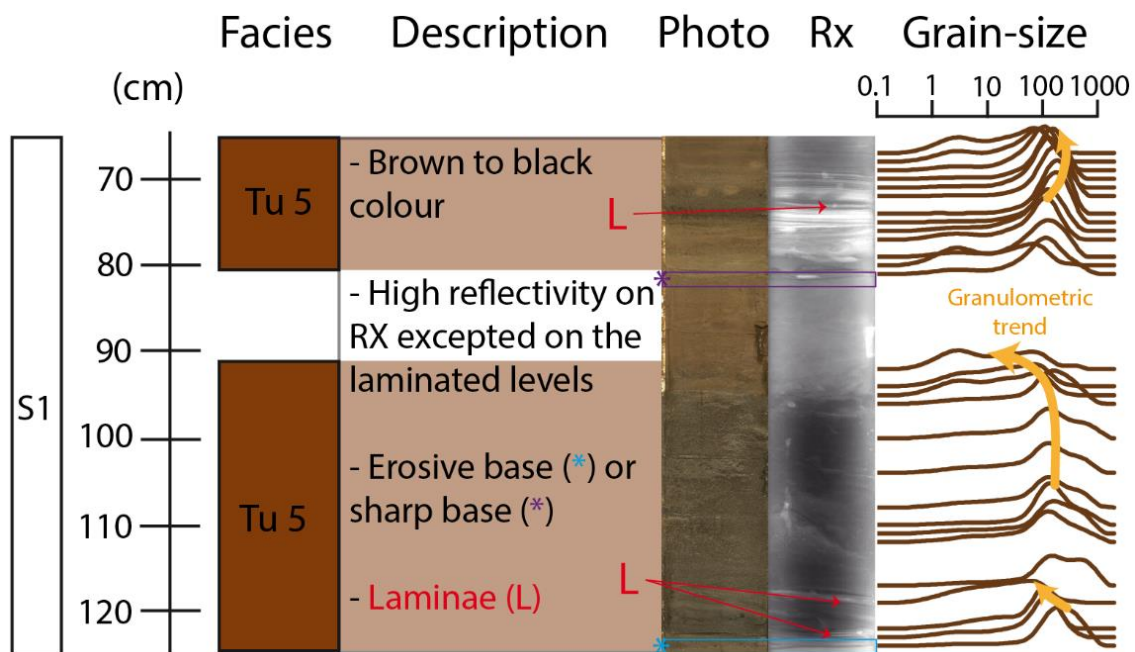 Facies Description Photo Rx Grain-size
(cm)
0.1 1 10 100 1000
S1
70
80
90
100
110
120
Tu 5
Tu 5
- Brown to black
colour
- High reflectivity on
RX excepted on the
laminated levels
- Erosive base (*) or
sharp base (*)
- Laminae (L)
L
*
L
*
Granulometric
trend